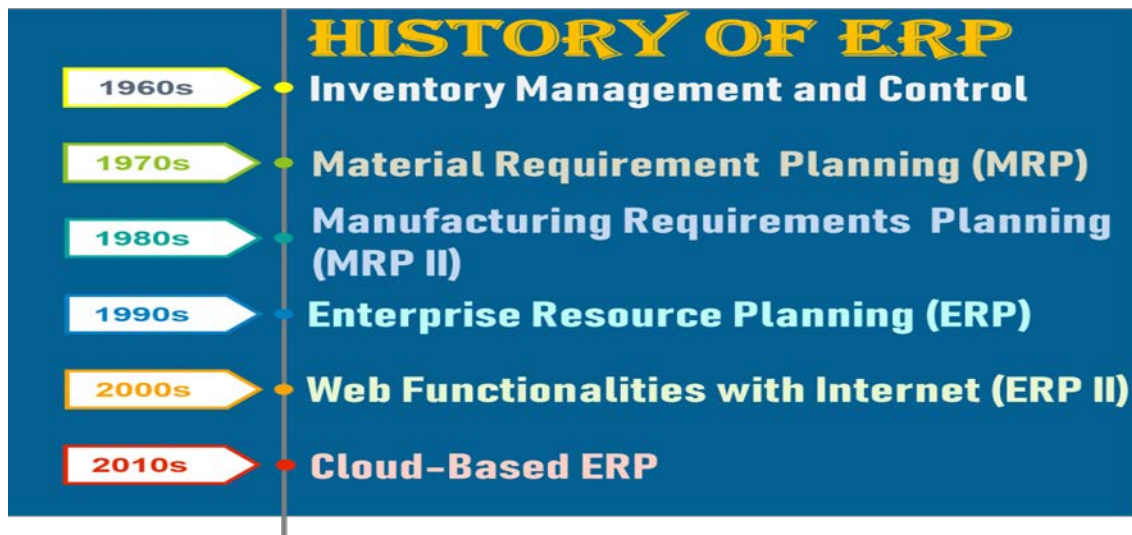 HISTORY OF ERP
1960s
Inventory Management and Control
1970s
Material Requirement Planning (MRP)
1980s
Manufacturing Requirements Planning
(MRP II)
1990s
Enterprise Resource Planning (ERP)
2000s
Web Functionalities with Internet (ERP II)
2010s
Cloud-Based ERP